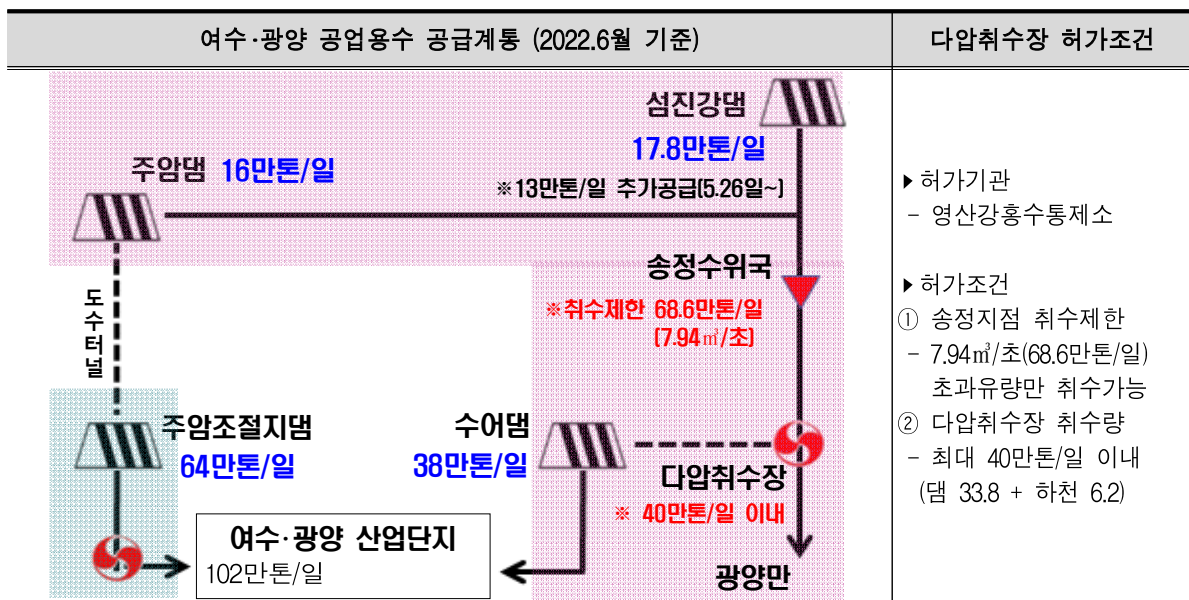 여수·광양 공업용수 공급계통 (2022.6월 기준)
다압취수장 허가조건
섬진강댐
17.8만톤/일
주암댐 16만톤/일
※13만톤/일 추가공급(5.26일~)
송정수위국
※취수제한 68.6만톤/일
(7.94㎥/초)
도수터널
주암조절지댐
64만톤/일
수어댐
38만톤/일
다압취수장
※ 40만톤/일 이내
여수·광양 산업단지
102만톤/일
광양만
▶허가기관
- 영산강홍수통제소
▶허가조건
① 송정지점 취수제한
- 7.94㎥/초(68.6만톤/일)
초과유량만 취수가능
② 다압취수장 취수량
- 최대 40만톤/일 이내
(댐 33.8 + 하천 6.2)